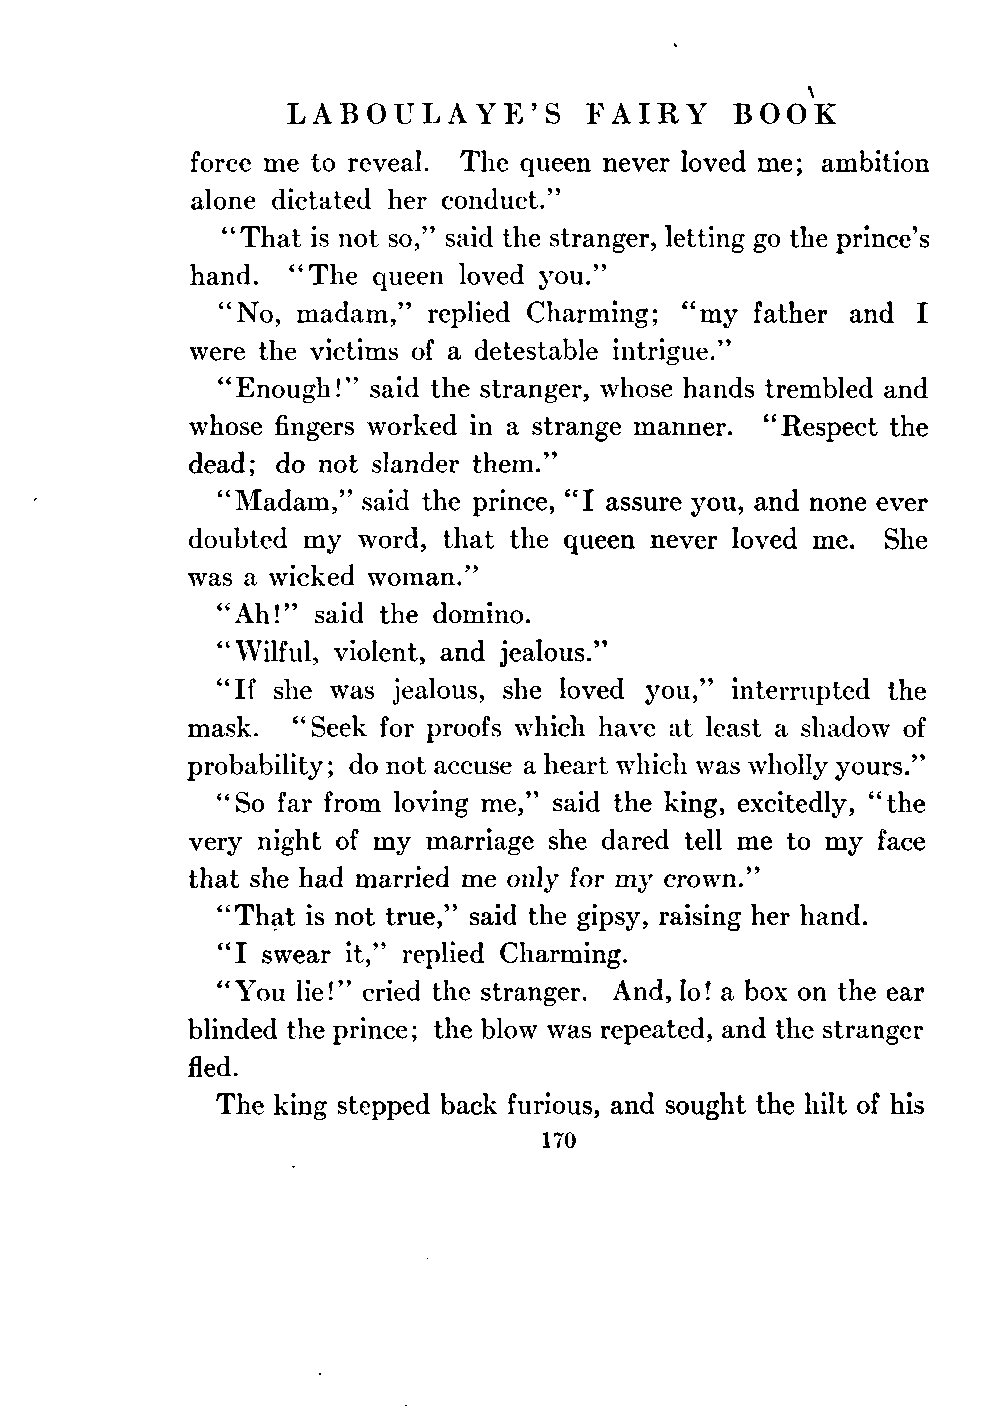 LABOULAYE'S FAIRY BOOK
force me to reveal. The queen never loved me; ambition
alone dictated her conduct."
"That is not so," said the stranger, letting go the prince's
hand. "The queen loved you."
"No, madam," replied Charming; "my father and I
were the victims of a detestable intrigue."
"Enough!" said the stranger, whose hands trembled and
whose fingers worked in a strange manner. "Respect the
dead; do not slander them."
"Madam," said the prince, "I assure you, and none ever
doubted my word, that the queen never loved me. She
was a wicked woman."
"Ah!" said the domino.
"Wilful, violent, and jealous."
"If she was jealous, she loved you," interrupted the
mask. "Seek for proofs which have at least a shadow of
probability; do not accuse a heart which was wholly yours."
"So far from loving me," said the king, excitedly, "the
very night of my marriage she dared tell me to my face
that she had married me only for my crown."
"That is not true," said the gipsy, raising her hand.
"I swear it," replied Charming.
"You lie!" cried the stranger. And, lo! a box on the ear
blinded the prince; the blow was repeated, and the stranger
fled.
The king stepped back furious, and sought the hilt of his
170